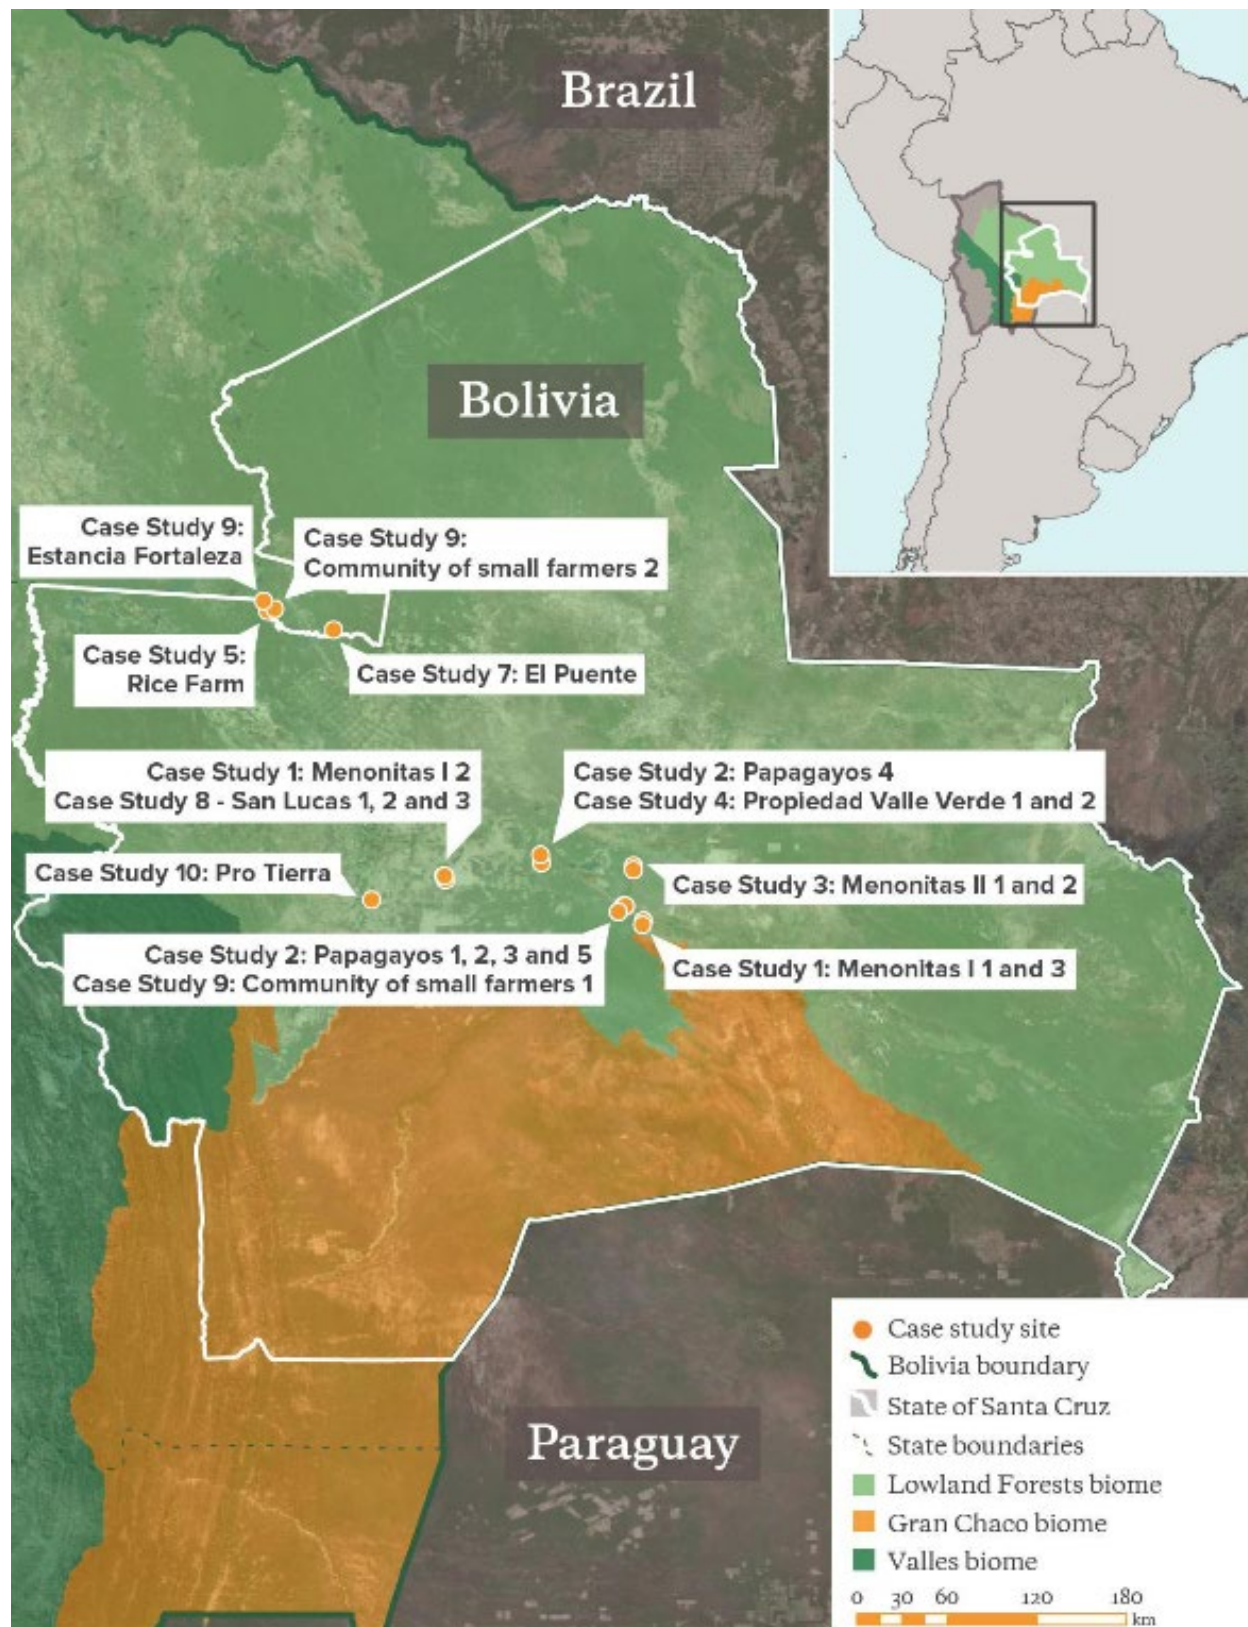 Brazil
Bolivia
Case Study 9:
Estancia Fortaleza
Case Study 9:
Community of small farmers 2
Case Study 5:
Rice Farm
Case Study 7: El Puente
Case Study 1: Menonitas I 2
Case Study 8 - San Lucas 1, 2 and 3
Case Study 2: Papagayos 4
Case Study 4: Propiedad Valle Verde 1 and 2
Case Study 10: Pro Tierra
Case Study 3: Menonitas II 1 and 2
Case Study 2: Papagayos 1, 2, 3 and 5
Case Study 9: Community of small farmers 1
Case Study 1: Menonitas I 1 and 3
Paraguay
Case study site
Bolivia boundary
State of Santa Cruz
State boundaries
Lowland Forests biome
Gran Chaco biome
Valles biome
0 30 60 120 180
km